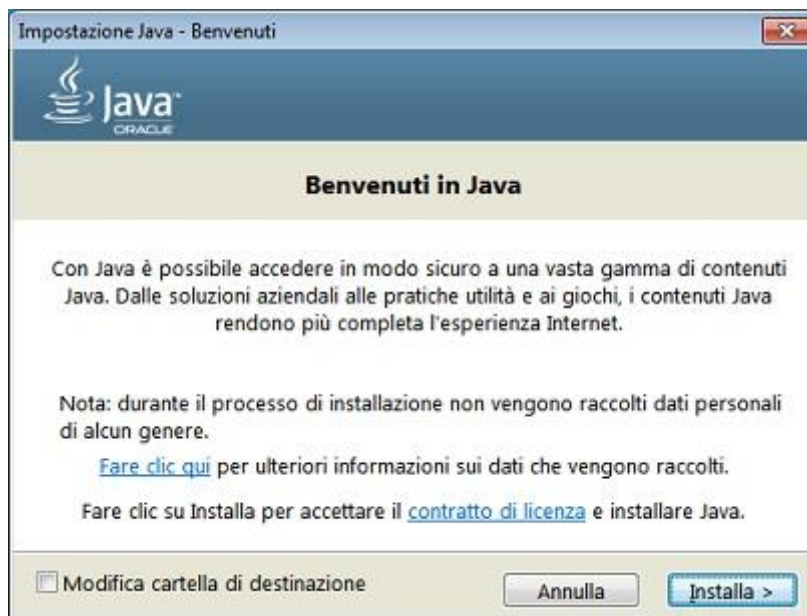 Impostazione Java - Benvenuti
Java™
ORACLE
Benvenuti in Java
Con Java è possibile accedere in modo sicuro a una vasta gamma di contenuti
Java. Dalle soluzioni aziendali alle pratiche utilità e ai giochi, i contenuti Java
rendono più completa l'esperienza Internet.
Nota: durante il processo di installazione non vengono raccolti dati personali
di alcun genere.
Fare clic qui per ulteriori informazioni sui dati che vengono raccolti.
Fare clic su Installa per accettare il contratto di licenza e installare Java.
Modifica cartella di destinazione
Annulla
Installa >